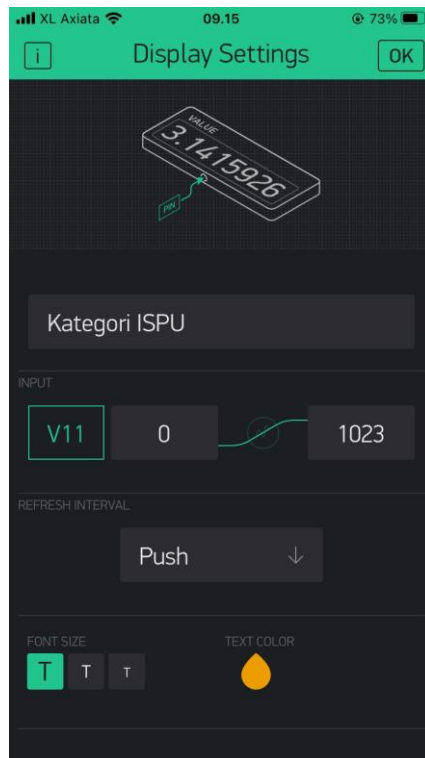 XL Axiata 09.15 73%
i Display Settings OK
VALUE
3.1415926
PIN
Kategori ISPU
INPUT
V11 0 1023
REFRESH INTERVAL
Push
FONT SIZE TEXT COLOR
T T T